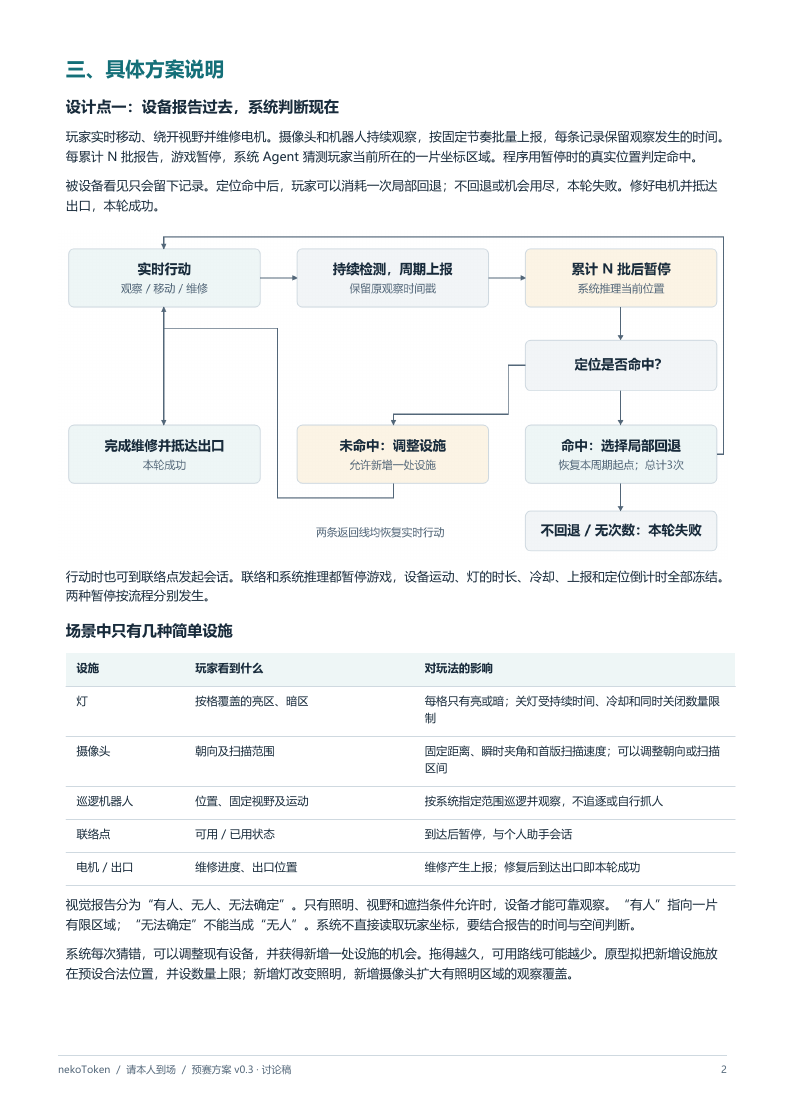 三、具体方案说明
设计点一：设备报告过去，系统判断现在
玩家实时移动、绕开视野并维修电机。摄像头和机器人持续观察，按固定节奏批量上报，每条记录保留观察发生的时间。
每累计 N 批报告，游戏暂停，系统 Agent 猜测玩家当前所在的一片坐标区域。程序用暂停时的真实位置判定命中。
被设备看见只会留下记录。定位命中后，玩家可以消耗一次局部回退；不回退或机会用尽，本轮失败。修好电机并抵达
出口，本轮成功。
实时行动
观察 / 移动 / 维修
持续检测，周期上报
保留原观察时间戳
累计 N 批后暂停
系统推理当前位置
定位是否命中？
完成维修并抵达出口
本轮成功
未命中：调整设施
允许新增一处设施
命中：选择局部回退
恢复本周期起点；总计3次
两条返回线均恢复实时行动
不回退 / 无次数：本轮失败
行动时也可到联络点发起会话。联络和系统推理都暂停游戏，设备运动、灯的时长、冷却、上报和定位倒计时全部冻结。
两种暂停按流程分别发生。
场景中只有几种简单设施
设施 玩家看到什么 对玩法的影响
灯 按格覆盖的亮区、暗区 每格只有亮或暗；关灯受持续时间、冷却和同时关闭数量限
制
摄像头 朝向及扫描范围 固定距离、瞬时夹角和首版扫描速度；可以调整朝向或扫描
区间
巡逻机器人 位置、固定视野及运动 按系统指定范围巡逻并观察，不追逐或自行抓人
联络点 可用 / 已用状态 到达后暂停，与个人助手会话
电机 / 出口 维修进度、出口位置 维修产生上报；修复后到达出口即本轮成功
视觉报告分为“有人、无人、无法确定”。只有照明、视野和遮挡条件允许时，设备才能可靠观察。“有人”指向一片
有限区域；“无法确定”不能当成“无人”。系统不直接读取玩家坐标，要结合报告的时间与空间判断。
系统每次猜错，可以调整现有设备，并获得新增一处设施的机会。拖得越久，可用路线可能越少。原型拟把新增设施放
在预设合法位置，并设数量上限；新增灯改变照明，新增摄像头扩大有照明区域的观察覆盖。
nekoToken / 请本人到场 / 预赛方案 v0.3 · 讨论稿 2